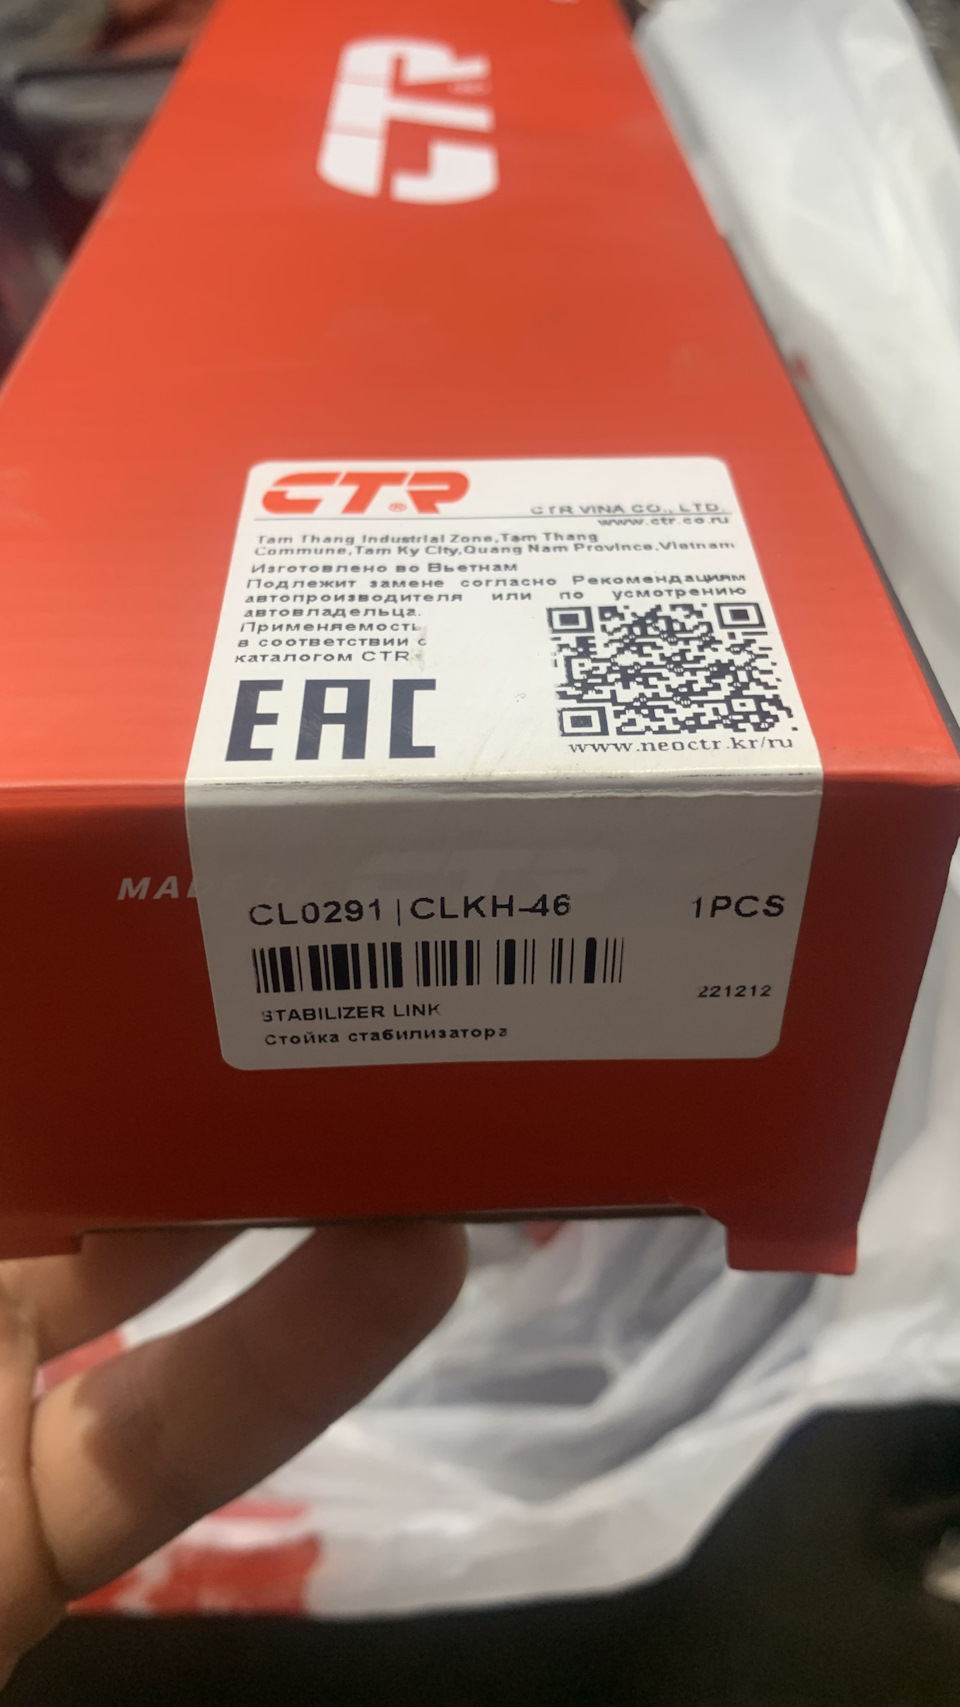 CTR
CTR
CTR VINA CO., LTD.
www.ctr.co.ru
Tam Thang Industrial Zone,Tam Thang
Commune,Tam Ky City,Quang Nam Province,Vietnam
Изготовлено во Вьетнам
Подлежит замене согласно Рекомендациям
автопроизводителя или по усмотрению
автовладельца.
Применяемость
в соответствии с
каталогом CTR
EAC
www.neoctr.kr/ru
CL0291 | CLKH-46 1PCS
221212
STABILIZER LINK
Стойка стабилизатора